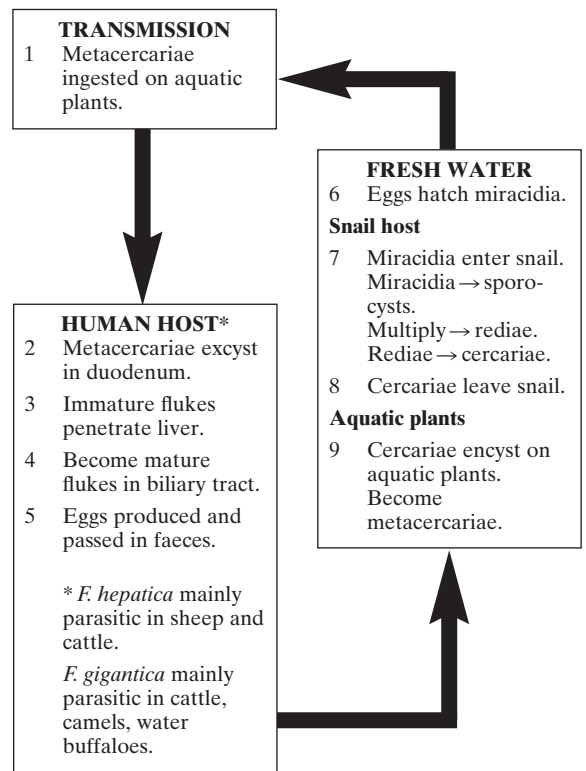 TRANSMISSION
1 Metacercariae
ingested on aquatic
plants.
HUMAN HOST*
2 Metacercariae excyst
in duodenum.
3 Immature flukes
penetrate liver.
4 Become mature
flukes in biliary tract.
5 Eggs produced and
passed in faeces.
* F. hepatica mainly
parasitic in sheep and
cattle.
F. gigantica mainly
parasitic in cattle,
camels, water
buffaloes.
FRESH WATER
6 Eggs hatch miracidia.
Snail host
7 Miracidia enter snail.
Miracidia → sporo-
cysts.
Multiply → rediae.
Rediae → cercariae.
8 Cercariae leave snail.
Aquatic plants
9 Cercariae encyst on
aquatic plants.
Become
metacercariae.